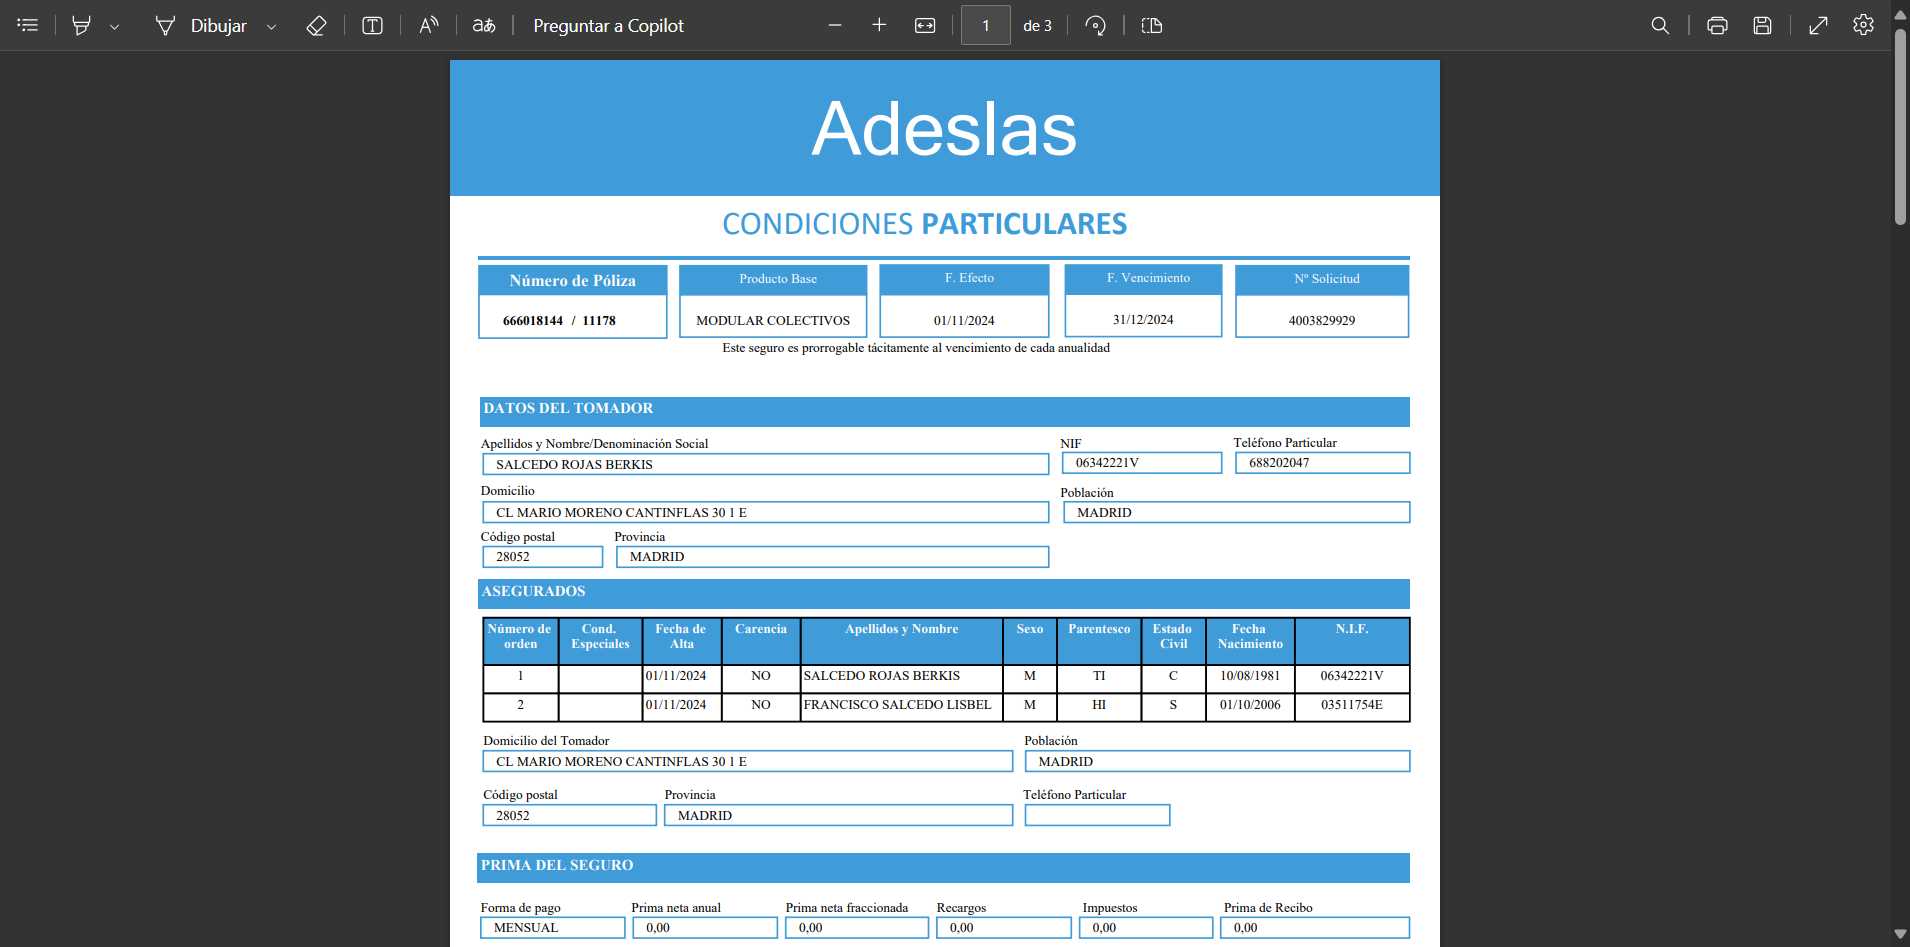 Dibujar
Preguntar a Copilot
1 de 3
Adeslas
CONDICIONES PARTICULARES
Número de Póliza Producto Base F. Efecto F. Vencimiento Nº Solicitud
666018144 / 11178 MODULAR COLECTIVOS 01/11/2024 31/12/2024 4003829929
Este seguro es prorrogable tácitamente al vencimiento de cada anualidad
DATOS DEL TOMADOR
Apellidos y Nombre/Denominación Social NIF Teléfono Particular
SALCEDO ROJAS BERKIS 06342221V 688202047
Domicilio Población
CL MARIO MORENO CANTINFLAS 30 1 E MADRID
Código postal Provincia
28052 MADRID
ASEGURADOS
Número de orden Cond. Especiales Fecha de Alta Carencia Apellidos y Nombre Sexo Parentesco Estado Civil Fecha Nacimiento N.I.F.
1 01/11/2024 NO SALCEDO ROJAS BERKIS M TI C 10/08/1981 06342221V
2 01/11/2024 NO FRANCISCO SALCEDO LISBEL M HI S 01/10/2006 03511754E
Domicilio del Tomador Población
CL MARIO MORENO CANTINFLAS 30 1 E MADRID
Código postal Provincia Teléfono Particular
28052 MADRID
PRIMA DEL SEGURO
Forma de pago Prima neta anual Prima neta fraccionada Recargos Impuestos Prima de Recibo
MENSUAL 0,00 0,00 0,00 0,00 0,00